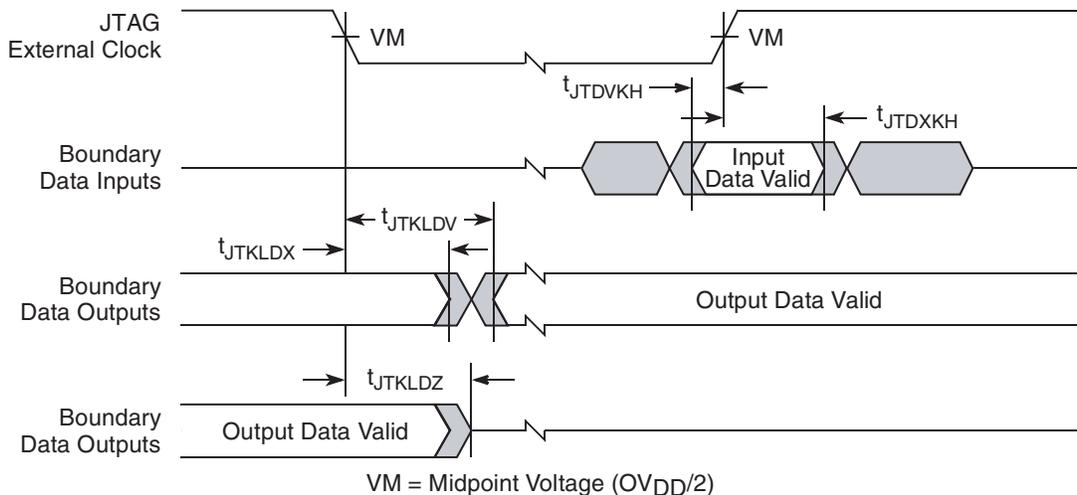 JTAG
External Clock
VM
VM
tJTDVKH
tJTDXKH
Boundary
Data Inputs
Input
Data Valid
tJTKLDV
tJTKLDX
Boundary
Data Outputs
Output Data Valid
tJTKLDZ
Boundary
Data Outputs
Output Data Valid
VM = Midpoint Voltage (OVDD/2)